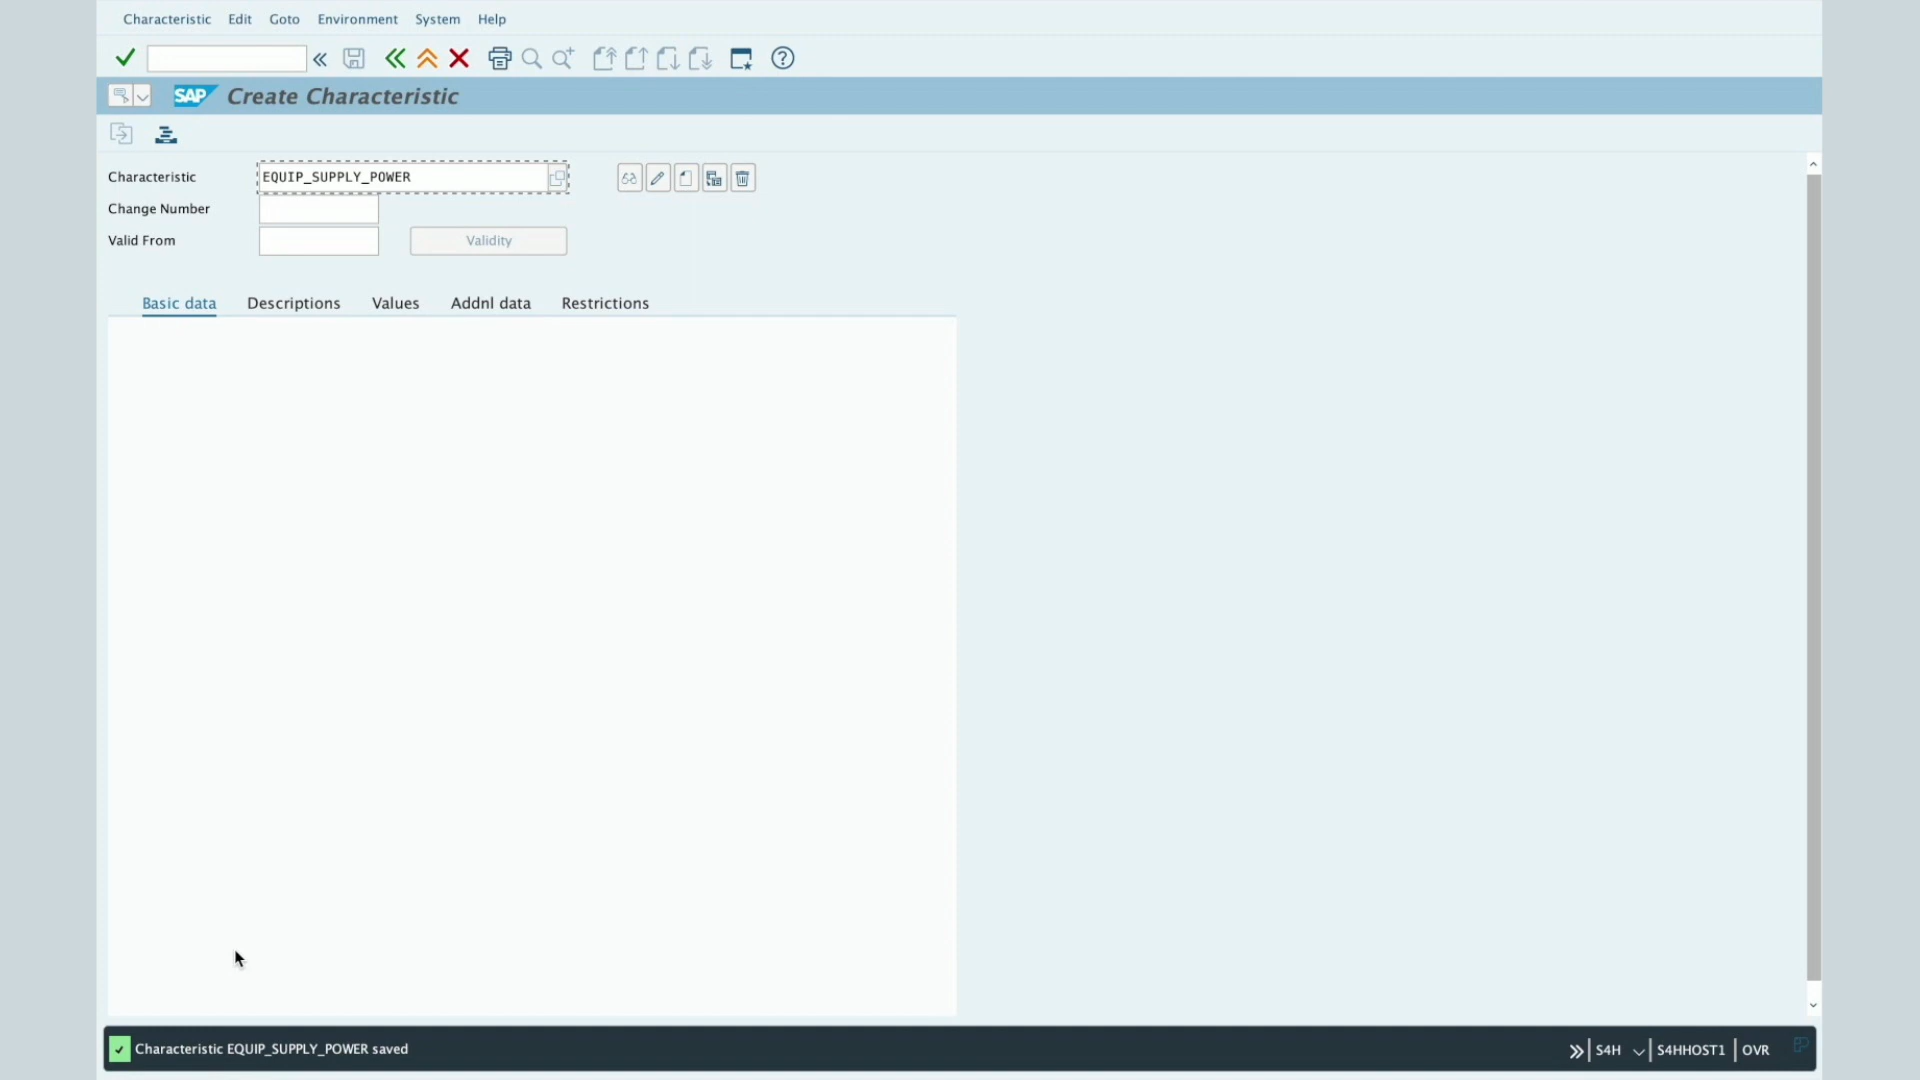 Characteristic Edit Goto Environment System Help
SAP Create Characteristic
Characteristic EQUIP_SUPPLY_POWER
Change Number
Valid From Validity
Basic data Descriptions Values Addnl data Restrictions
Characteristic EQUIP_SUPPLY_POWER saved S4H S4HHOST1 OVR